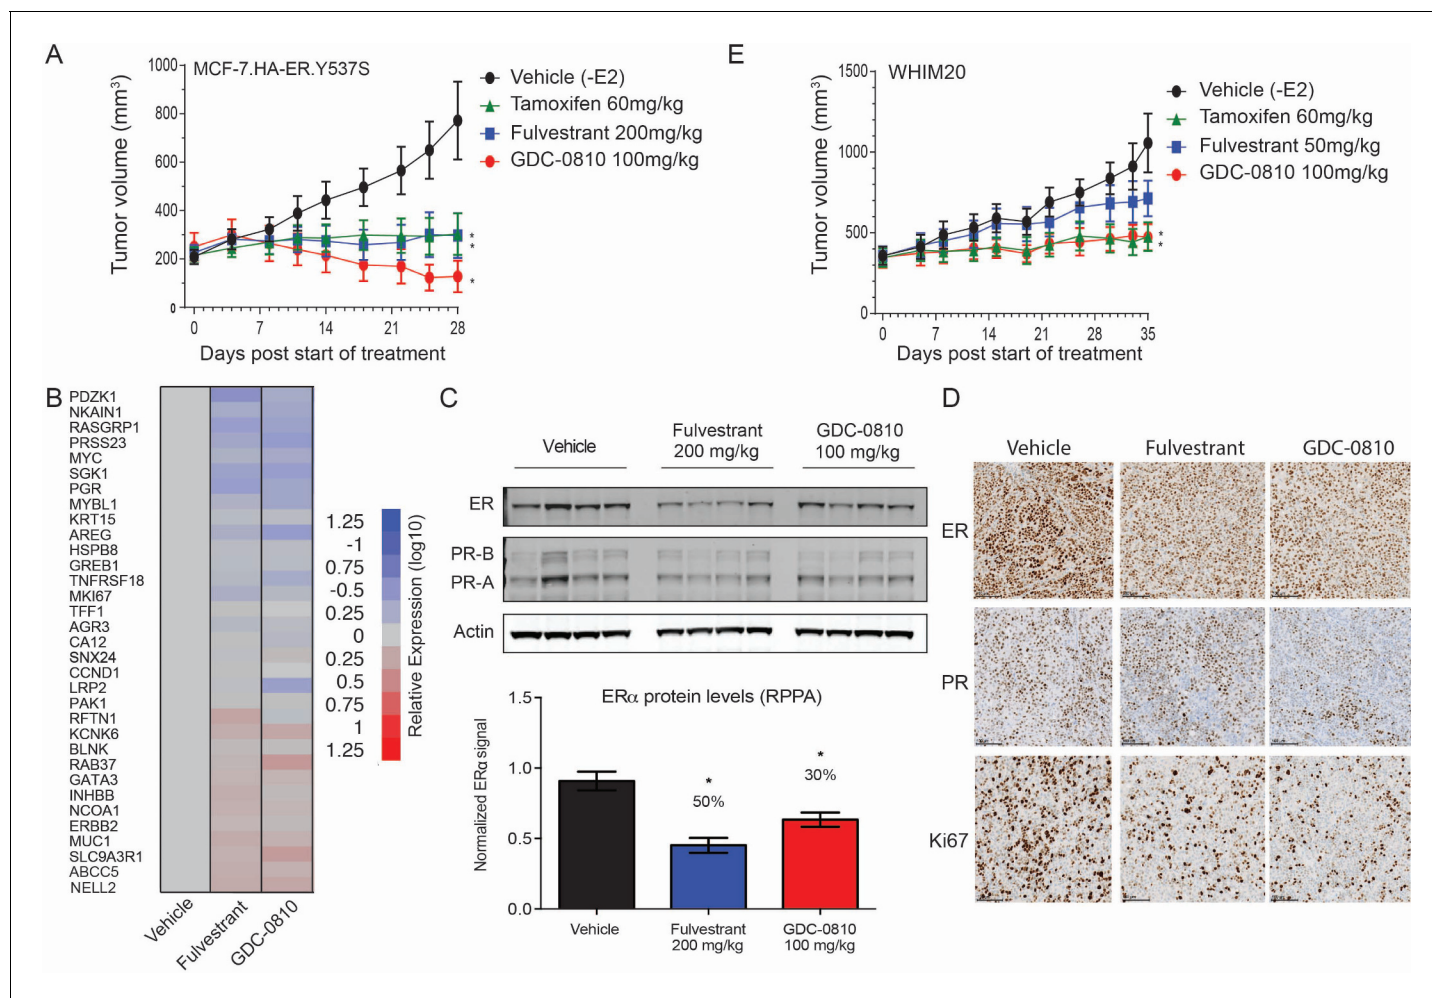 A
MCF-7.HA-ER.Y537S
Tumor volume (mm3)
1000
800
600
400
200
0
0 7 14 21 28
Days post start of treatment
Vehicle (-E2)
Tamoxifen 60mg/kg
Fulvestrant 200mg/kg
GDC-0810 100mg/kg
*
*
*
E
WHIM20
Tumor volume (mm3)
1500
1000
500
0
0 7 14 21 28 35
Days post start of treatment
Vehicle (-E2)
Tamoxifen 60mg/kg
Fulvestrant 50mg/kg
GDC-0810 100mg/kg
*
*
B
PDZK1
NKAIN1
RASGRP1
PRSS23
MYC
SGK1
PGR
MYBL1
KRT15
AREG
HSPB8
GREB1
TNFRSF18
MKI67
TFF1
AGR3
CA12
SNX24
CCND1
LRP2
PAK1
RFTN1
KCNK6
BLNK
RAB37
GATA3
INHBB
NCOA1
ERBB2
MUC1
SLC9A3R1
ABCC5
NELL2
Vehicle
Fulvestrant
GDC-0810
1.25
-1
0.75
-0.5
0.25
0
0.25
0.5
0.75
1
1.25
Relative Expression (log10)
C
Vehicle
Fulvestrant
200 mg/kg
GDC-0810
100 mg/kg
ER
PR-B
PR-A
Actin
ERα protein levels (RPPA)
Normalized ERα signal
1.5
1.0
0.5
0.0
*
50%
*
30%
Vehicle
Fulvestrant
200 mg/kg
GDC-0810
100 mg/kg
D
Vehicle
Fulvestrant
GDC-0810
ER
PR
Ki67